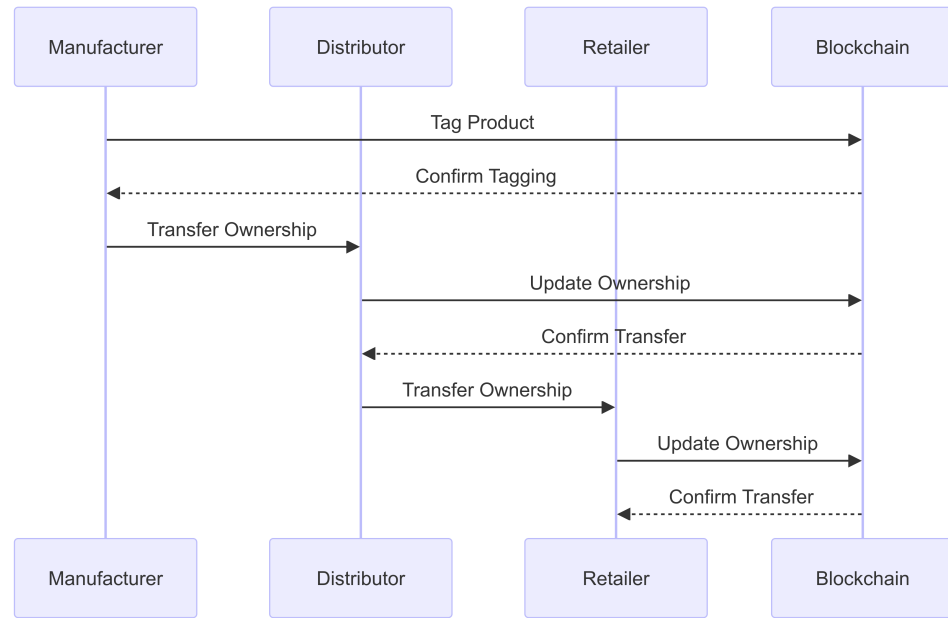 Manufacturer
Distributor
Retailer
Blockchain
Tag Product
Confirm Tagging
Transfer Ownership
Update Ownership
Confirm Transfer
Transfer Ownership
Update Ownership
Confirm Transfer
Manufacturer
Distributor
Retailer
Blockchain